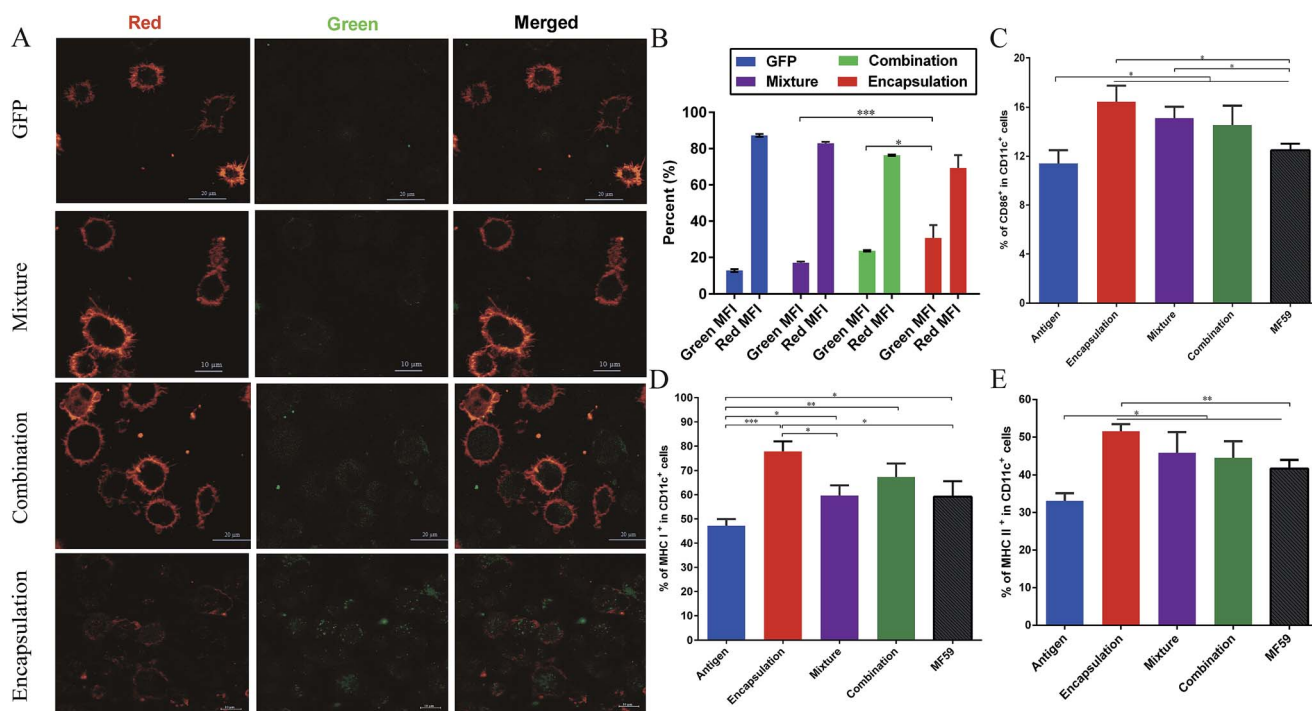 A
Red
Green
Merged
GFP
20 μm
20 μm
20 μm
Mixture
10 μm
10 μm
10 μm
Combination
20 μm
20 μm
20 μm
Encapsulation
B
GFP
Combination
Mixture
Encapsulation
***
*
Percent (%)
100
80
60
40
20
0
Green MFI
Red MFI
Green MFI
Red MFI
Green MFI
Red MFI
Green MFI
Red MFI
C
*
*
*
% of CD86+ in CD11c+ cells
20
16
12
8
4
0
Antigen
Encapsulation
Mixture
Combination
MF59
D
*
**
*
***
*
*
% of MHC I + in CD11c+ cells
100
90
80
70
60
50
40
30
20
10
0
Antigen
Encapsulation
Mixture
Combination
MF59
E
**
*
% of MHC II + in CD11c+ cells
60
50
40
30
20
10
0
Antigen
Encapsulation
Mixture
Combination
MF59